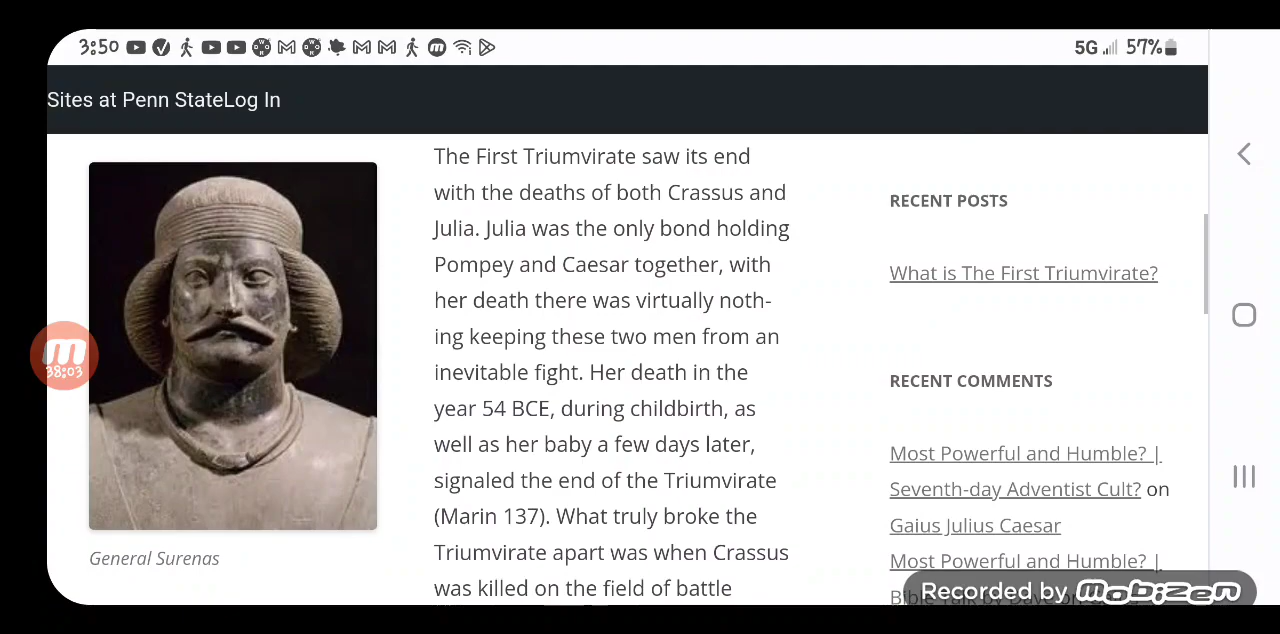 3:50
5G 57%
Sites at Penn StateLog In
The First Triumvirate saw its end
with the deaths of both Crassus and
Julia. Julia was the only bond holding
Pompey and Caesar together, with
her death there was virtually noth-
ing keeping these two men from an
inevitable fight. Her death in the
year 54 BCE, during childbirth, as
well as her baby a few days later,
signaled the end of the Triumvirate
(Marin 137). What truly broke the
Triumvirate apart was when Crassus
was killed on the field of battle
General Surenas
38:03
RECENT POSTS
What is The First Triumvirate?
RECENT COMMENTS
Most Powerful and Humble? |
Seventh-day Adventist Cult? on
Gaius Julius Caesar
Most Powerful and Humble? |
Recorded by Mobizen